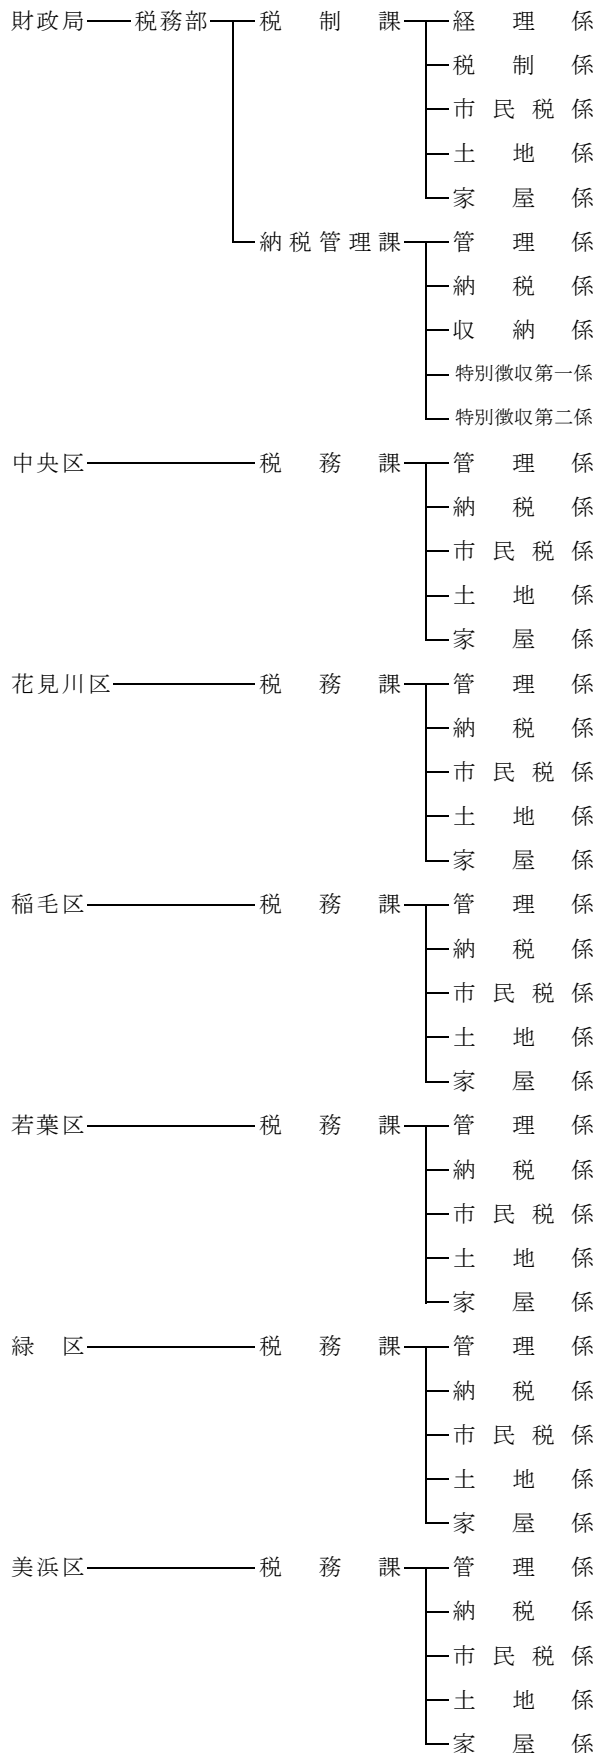 財政局 税務部 税制課 経理係
税制係
市民税係
土地係
家屋係
納税管理課 管理係
納税係
収納係
特別徴収第一係
特別徴収第二係
中央区 税務課 管理係
納税係
市民税係
土地係
家屋係
花見川区 税務課 管理係
納税係
市民税係
土地係
家屋係
稲毛区 税務課 管理係
納税係
市民税係
土地係
家屋係
若葉区 税務課 管理係
納税係
市民税係
土地係
家屋係
緑区 税務課 管理係
納税係
市民税係
土地係
家屋係
美浜区 税務課 管理係
納税係
市民税係
土地係
家屋係